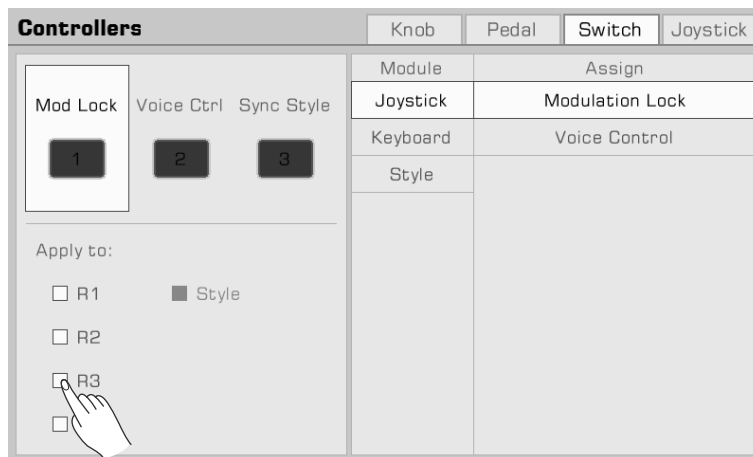 Controllers
Knob
Pedal
Switch
Joystick
Mod Lock
Voice Ctrl
Sync Style
1
2
3
Apply to:
R1
Style
R2
R3
Module
Assign
Joystick
Modulation Lock
Keyboard
Voice Control
Style